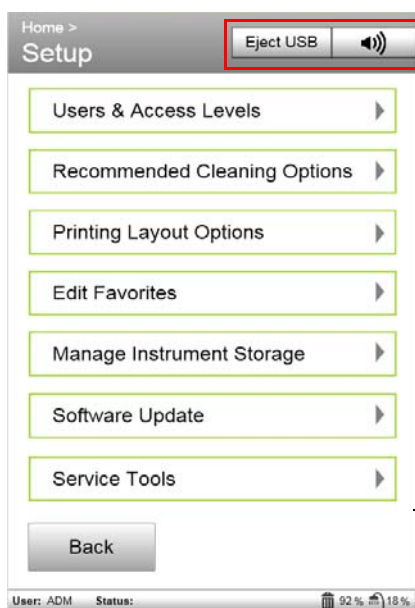 Home >
Setup
Eject USB
Users & Access Levels
Recommended Cleaning Options
Printing Layout Options
Edit Favorites
Manage Instrument Storage
Software Update
Service Tools
Back
User: ADM Status: 92 % 18 %